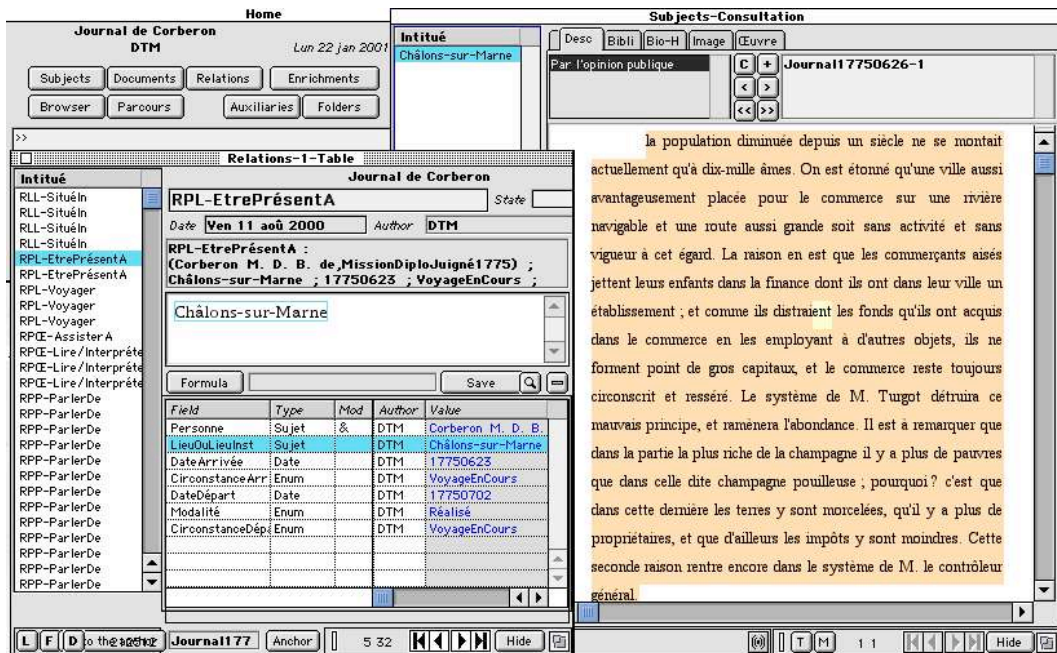 Home
Journal de Corberon
DTM
Lun 22 jan 2001
Subjects Documents Relations Enrichments
Browser Parcours Auxiliaries Folders
>>
Subjects-Consultation
Intitué
Châlons-sur-Marne
Desc Bibli Bio-H Image Œuvre
Par l'opinion publique
C + Journal17750626-1
< >
<< >>
la population diminuée depuis un siècle ne se montait
actuellement qu'à dix-mille âmes. On est étonné qu'une ville aussi
avantageusement placée pour le commerce sur une rivière
navigable et une route aussi grande soit sans activité et sans
vigueur à cet égard. La raison en est que les commerçants aisés
jettent leurs enfants dans la finance dont ils ont dans leur ville un
établissement ; et comme ils distraient les fonds qu'ils ont acquis
dans le commerce en les employant à d'autres objets, ils ne
forment point de gros capitaux, et le commerce reste toujours
circonscrit et resséré. Le système de M. Turgot détruira ce
mauvais principe, et ramènera l'abondance. Il est à remarquer que
dans la partie la plus riche de la champagne il y a plus de pauvres
que dans celle dite champagne pouilleuse ; pourquoi ? c'est que
dans cette dernière les terres y sont morcelées, qu'il y a plus de
propriétaires, et que d'ailleurs les impôts y sont moindres. Cette
seconde raison rentre encore dans le système de M. le contrôleur
général.
T M 1 1 Hide
Relations-1-Table
Intitué
RLL-SituéIn
RLL-SituéIn
RLL-SituéIn
RLL-SituéIn
RPL-EtrePrésentA
RPL-EtrePrésentA
RPL-Voyager
RPL-Voyager
RPL-Voyager
RPŒ-AssisterA
RPŒ-Lire/Interpréte
RPŒ-Lire/Interpréte
RPŒ-Lire/Interpréte
RPP-ParlerDe
RPP-ParlerDe
RPP-ParlerDe
RPP-ParlerDe
RPP-ParlerDe
RPP-ParlerDe
RPP-ParlerDe
RPP-ParlerDe
RPP-ParlerDe
RPP-ParlerDe
Journal de Corberon
RPL-EtrePrésentA State
Date Ven 11 aoû 2000 Author DTM
RPL-EtrePrésentA :
(Corberon M. D. B. de,MissionDiploJuigné1775) ;
Châlons-sur-Marne ; 17750623 ; VoyageEnCours ;
Châlons-sur-Marne
Formula Save
Field Type Mod Author Value
Personne Sujet & DTM Corberon M. D. B.
LieuOuLieuInst Sujet DTM Châlons-sur-Marne
DateArrivée Date DTM 17750623
CirconstanceArr Enum DTM VoyageEnCours
DateDépart Date DTM 17750702
Modalité Enum DTM Réalisé
CirconstanceDép Enum DTM VoyageEnCours
L F D Journal177 Anchor 5 32 Hide